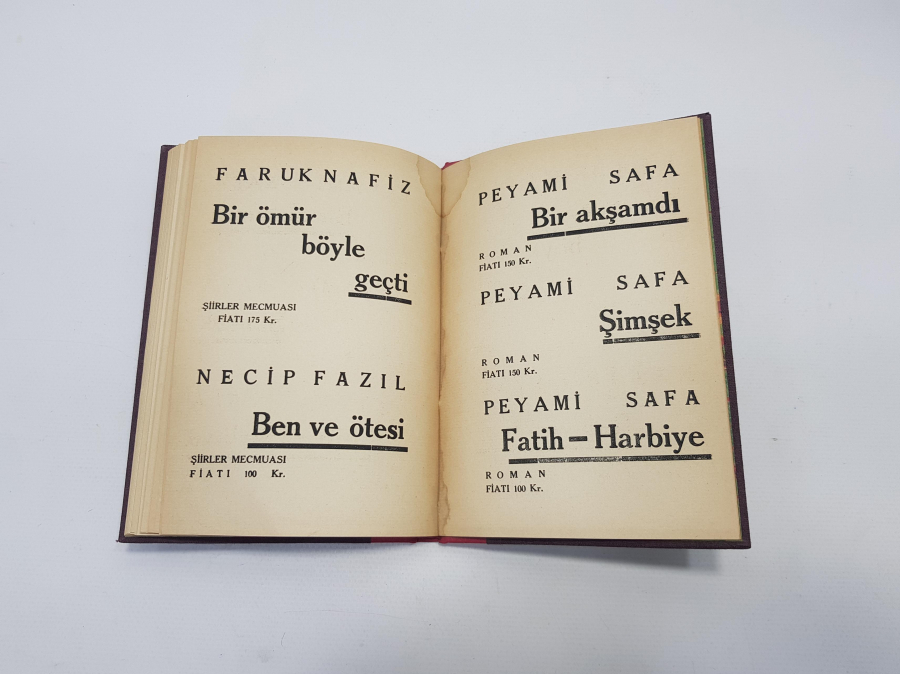 FARUK NAFİZ
Bir ömür
böyle
geçti
ŞİİRLER MECMUASI
FİATI 175 Kr.
NECİP FAZIL
Ben ve ötesi
ŞİİRLER MECMUASI
FİATI 100 Kr.
PEYAMİ SAFA
Bir akşamdı
ROMAN
FİATI 150 Kr.
PEYAMİ SAFA
Şimşek
ROMAN
FİATI 150 Kr.
PEYAMİ SAFA
Fatih-Harbiye
ROMAN
FİATI 100 Kr.